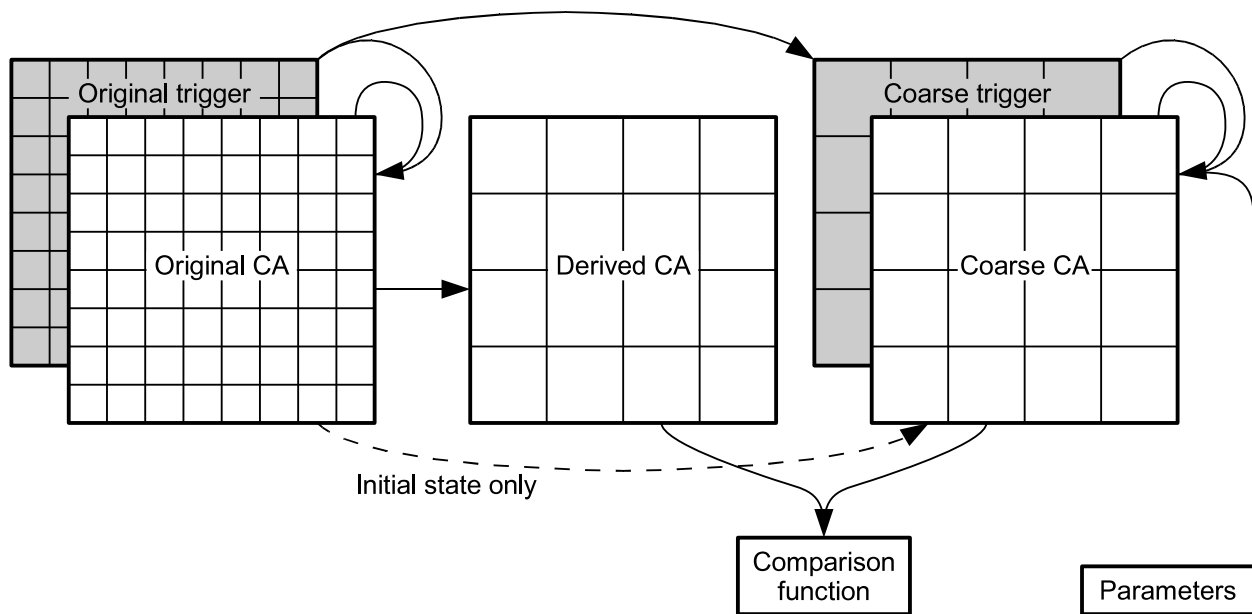 Original trigger
Coarse trigger
Original CA
Derived CA
Coarse CA
Initial state only
Comparison
function
Parameters